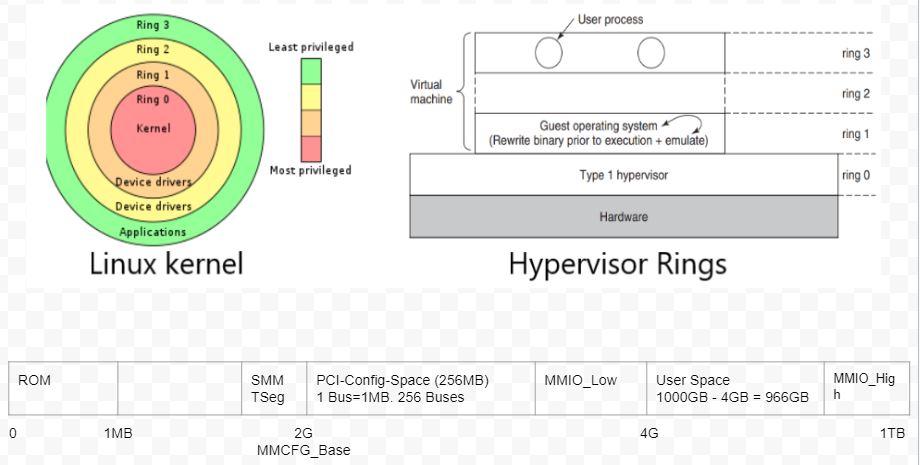 Ring 3
Ring 2
Ring 1
Ring 0
Kernel
Device drivers
Device drivers
Applications
Least privileged
Most privileged
Linux kernel
User process
Virtual
machine
ring 3
ring 2
Guest operating system
(Rewrite binary prior to execution + emulate)
ring 1
Type 1 hypervisor
ring 0
Hardware
Hypervisor Rings
ROM
SMM
TSeg
PCI-Config-Space (256MB)
1 Bus=1MB. 256 Buses
MMIO_Low
User Space
1000GB - 4GB = 966GB
MMIO_Hig
h
0
1MB
2G
MMCFG_Base
4G
1TB